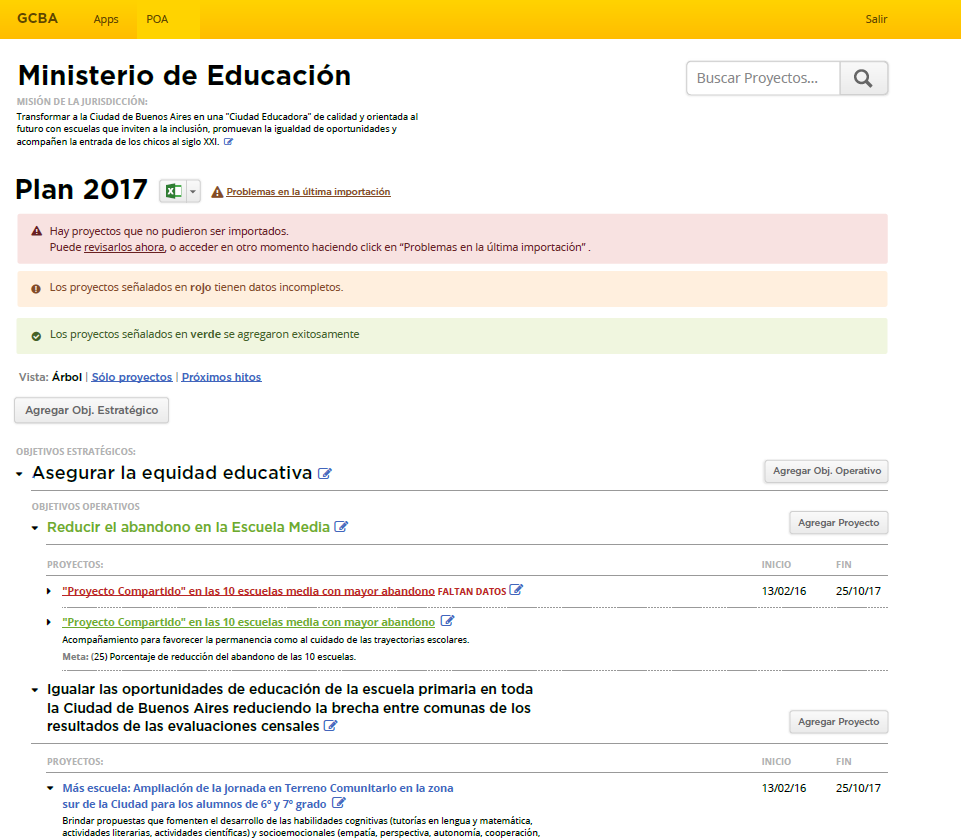 GCBA Apps POA Salir
Ministerio de Educación
Buscar Proyectos...
MISIÓN DE LA JURISDICCIÓN:
Transformar a la Ciudad de Buenos Aires en una "Ciudad Educadora" de calidad y orientada al
futuro con escuelas que inviten a la inclusión, promuevan la igualdad de oportunidades y
acompañen la entrada de los chicos al siglo XXI.
Plan 2017 Problemas en la última importación
Hay proyectos que no pudieron ser importados.
Puede revisarlos ahora, o acceder en otro momento haciendo click en “Problemas en la última importación” .
Los proyectos señalados en rojo tienen datos incompletos.
Los proyectos señalados en verde se agregaron exitosamente
Vista: Árbol | Sólo proyectos | Próximos hitos
Agregar Obj. Estratégico
OBJETIVOS ESTRATÉGICOS:
Asegurar la equidad educativa Agregar Obj. Operativo
OBJETIVOS OPERATIVOS
Reducir el abandono en la Escuela Media Agregar Proyecto
PROYECTOS: INICIO FIN
"Proyecto Compartido" en las 10 escuelas media con mayor abandono FALTAN DATOS 13/02/16 25/10/17
"Proyecto Compartido" en las 10 escuelas media con mayor abandono
Acompañamiento para favorecer la permanencia como al cuidado de las trayectorias escolares.
Meta: (25) Porcentaje de reducción del abandono de las 10 escuelas.
Igualar las oportunidades de educación de la escuela primaria en toda
la Ciudad de Buenos Aires reduciendo la brecha entre comunas de los
resultados de las evaluaciones censales Agregar Proyecto
PROYECTOS: INICIO FIN
Más escuela: Ampliación de la jornada en Terreno Comunitario en la zona 13/02/16 25/10/17
sur de la Ciudad para los alumnos de 6º y 7º grado
Brindar propuestas que fomenten el desarrollo de las habilidades cognitivas (tutorías en lengua y matemática,
actividades literarias, actividades científicas) y socioemocionales (empatía, perspectiva, autonomía, cooperación,